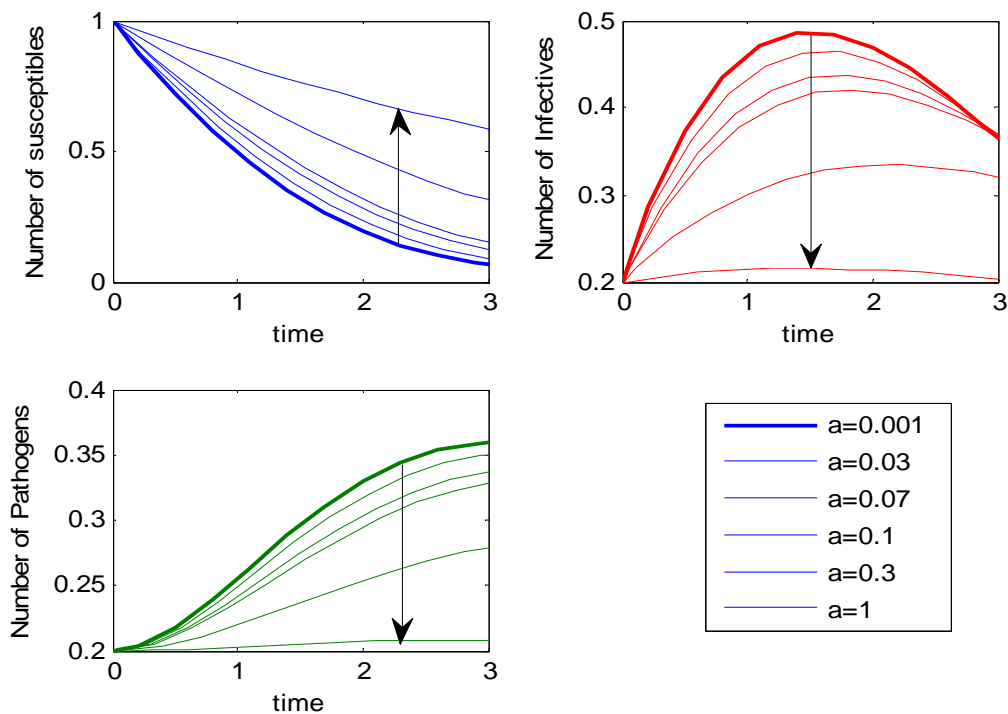 Number of susceptibles
1
0.5
0
0
1
2
3
time
Number of Infectives
0.5
0.4
0.3
0.2
0
1
2
3
time
Number of Pathogens
0.4
0.35
0.3
0.25
0.2
0
1
2
3
time
a=0.001
a=0.03
a=0.07
a=0.1
a=0.3
a=1